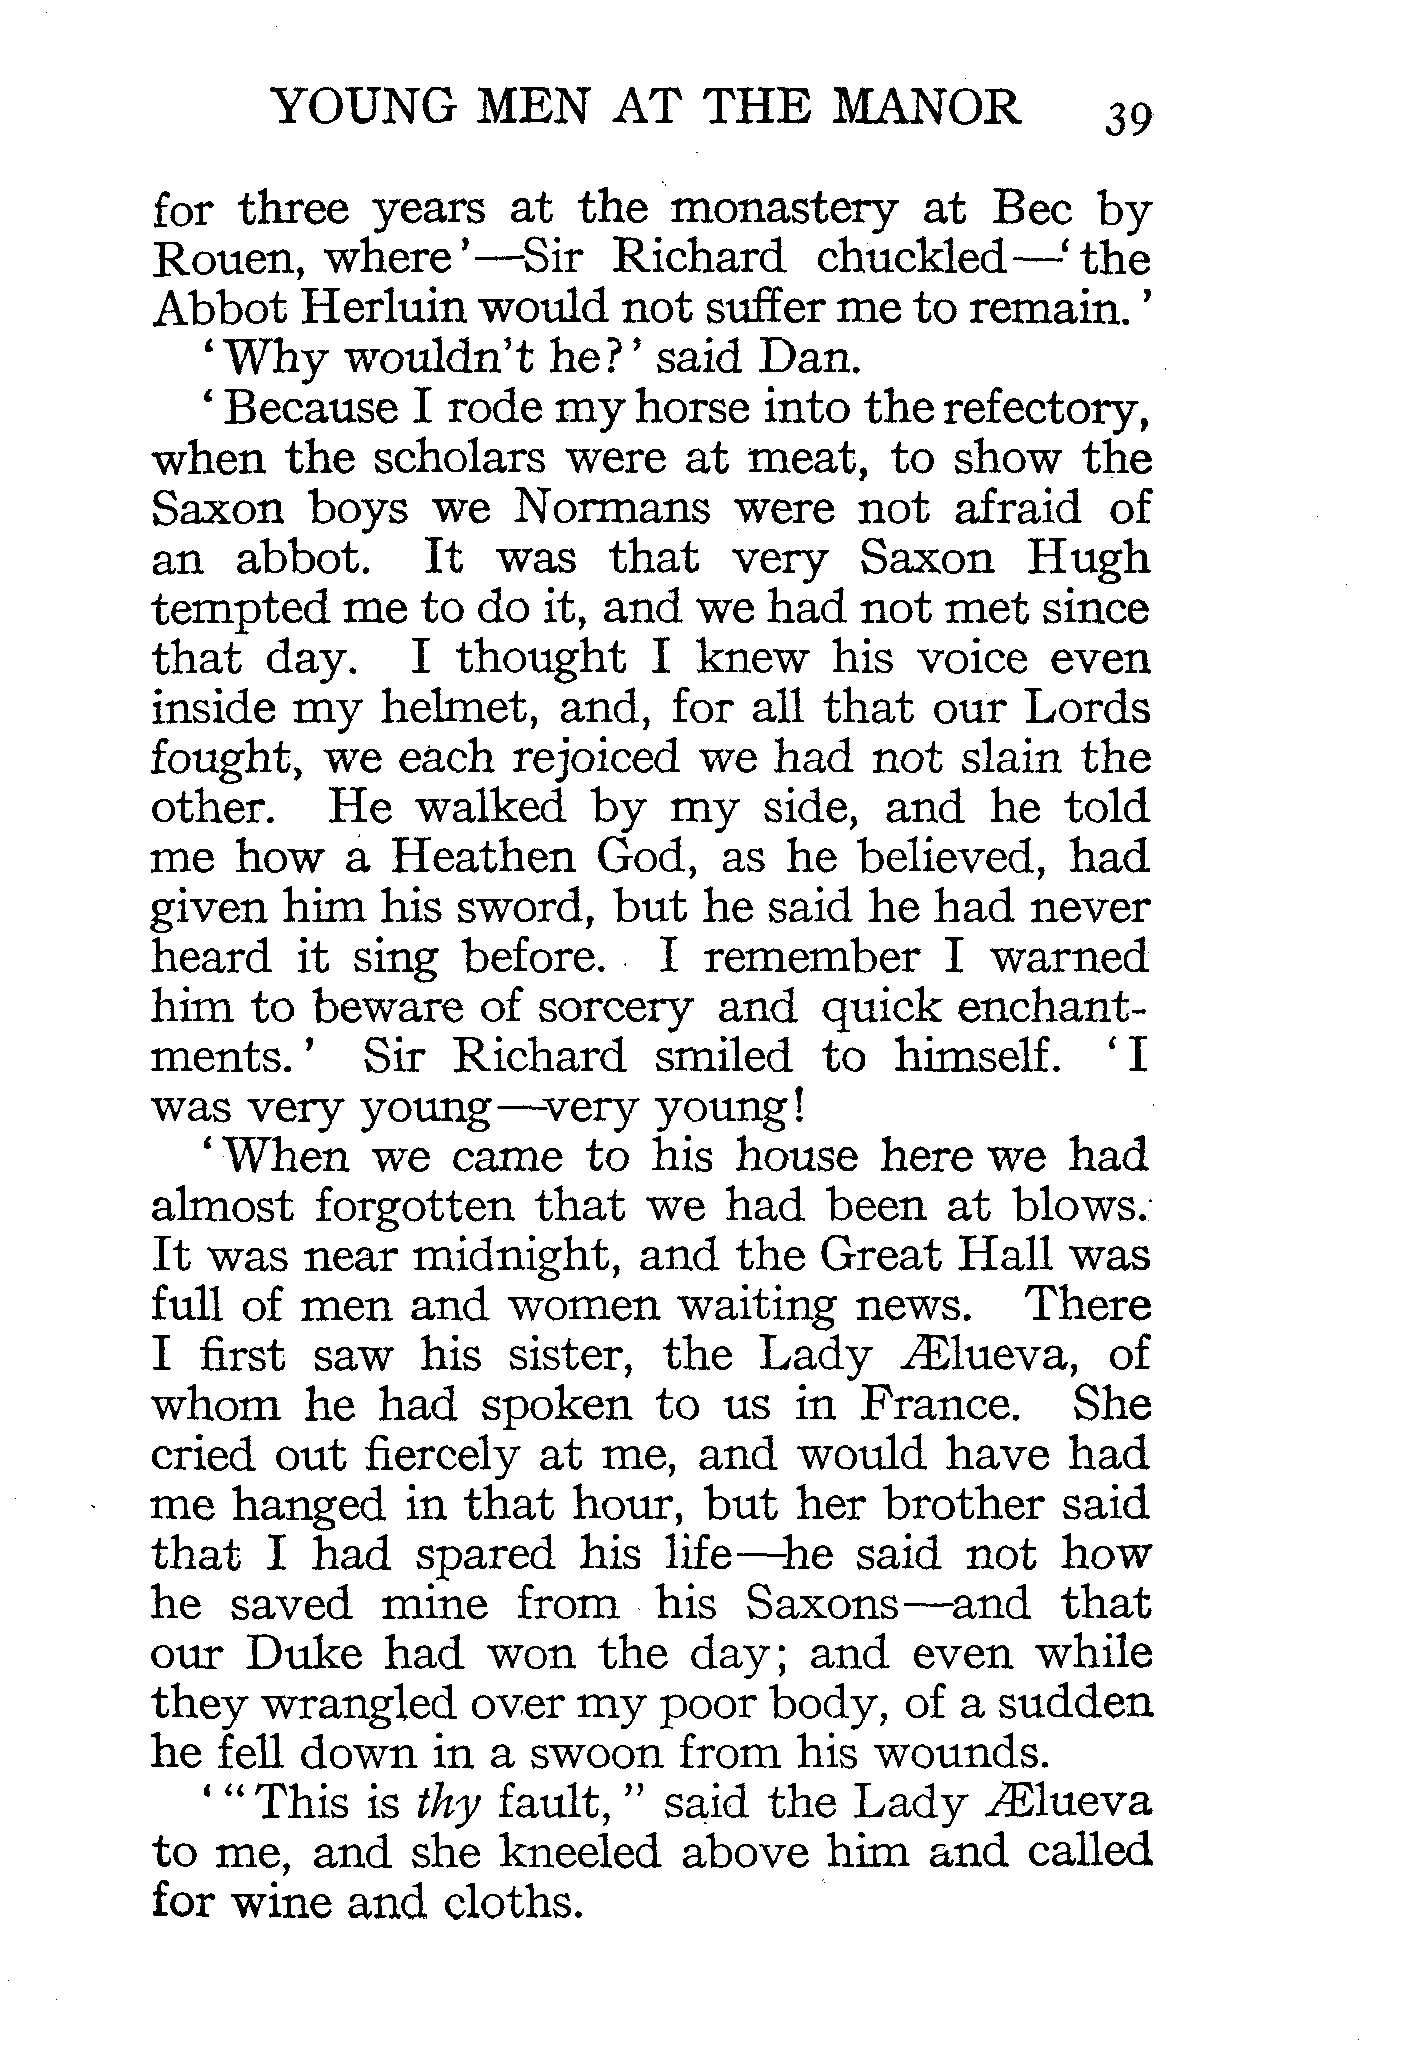 YOUNG MEN AT THE MANOR 39
for three years at the monastery at Bec by
Rouen, where'—Sir Richard chuckled—'the
Abbot Herluin would not suffer me to remain.'
'Why wouldn't he?' said Dan.
'Because I rode my horse into the refectory,
when the scholars were at meat, to show the
Saxon boys we Normans were not afraid of
an abbot. It was that very Saxon Hugh
tempted me to do it, and we had not met since
that day. I thought I knew his voice even
inside my helmet, and, for all that our Lords
fought, we each rejoiced we had not slain the
other. He walked by my side, and he told
me how a Heathen God, as he believed, had
given him his sword, but he said he had never
heard it sing before. I remember I warned
him to beware of sorcery and quick enchant-
ments.' Sir Richard smiled to himself. 'I
was very young—very young!
'When we came to his house here we had
almost forgotten that we had been at blows.
It was near midnight, and the Great Hall was
full of men and women waiting news. There
I first saw his sister, the Lady Ælueva, of
whom he had spoken to us in France. She
cried out fiercely at me, and would have had
me hanged in that hour, but her brother said
that I had spared his life—he said not how
he saved mine from his Saxons—and that
our Duke had won the day; and even while
they wrangled over my poor body, of a sudden
he fell down in a swoon from his wounds.
'"This is thy fault," said the Lady Ælueva
to me, and she kneeled above him and called
for wine and cloths.